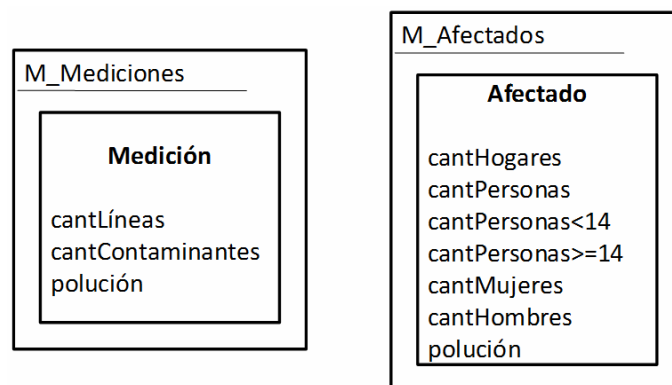 M_Mediciones
Medición
cantLíneas
cantContaminantes
polución
M_Afectados
Afectado
cantHogares
cantPersonas
cantPersonas<14
cantPersonas>=14
cantMujeres
cantHombres
polución